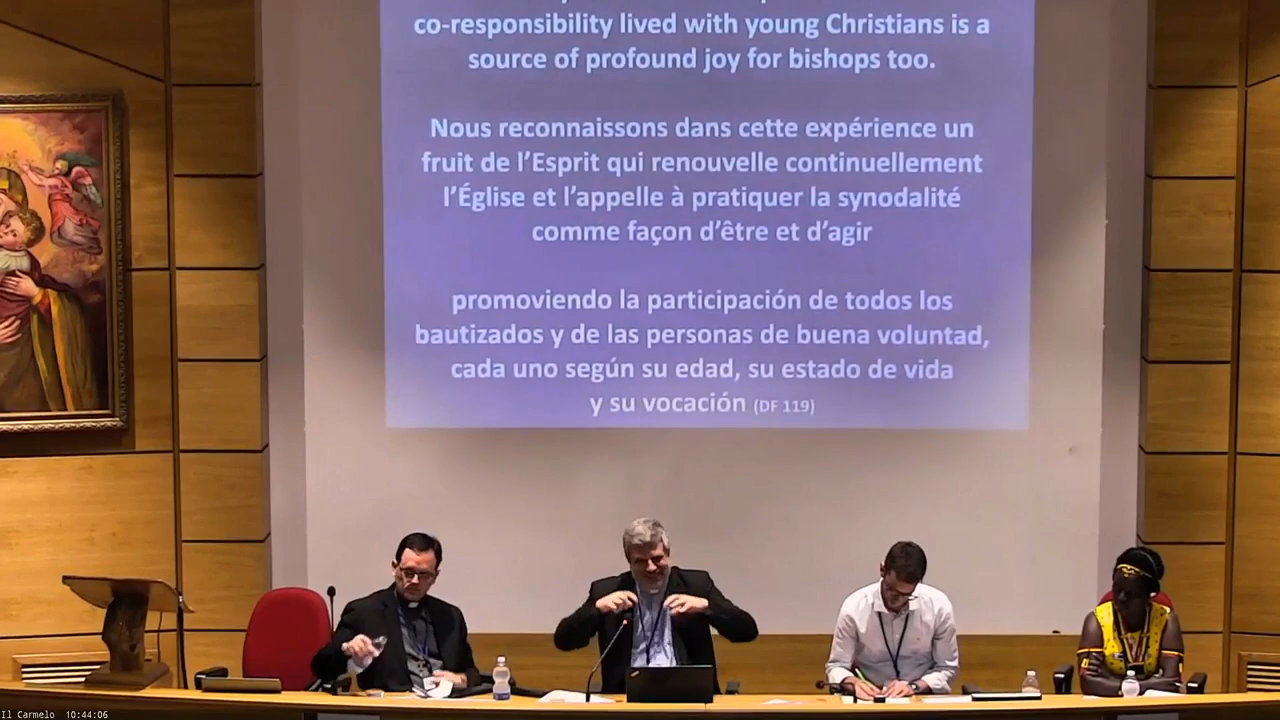 co-responsibility lived with young Christians is a
source of profound joy for bishops too.
Nous reconnaissons dans cette expérience un
fruit de l’Esprit qui renouvelle continuellement
l’Église et l’appelle à pratiquer la synodalité
comme façon d’être et d’agir
promoviendo la participación de todos los
bautizados y de las personas de buena voluntad,
cada uno según su edad, su estado de vida
y su vocación (DF 119)
Il Carmelo 10:44:06